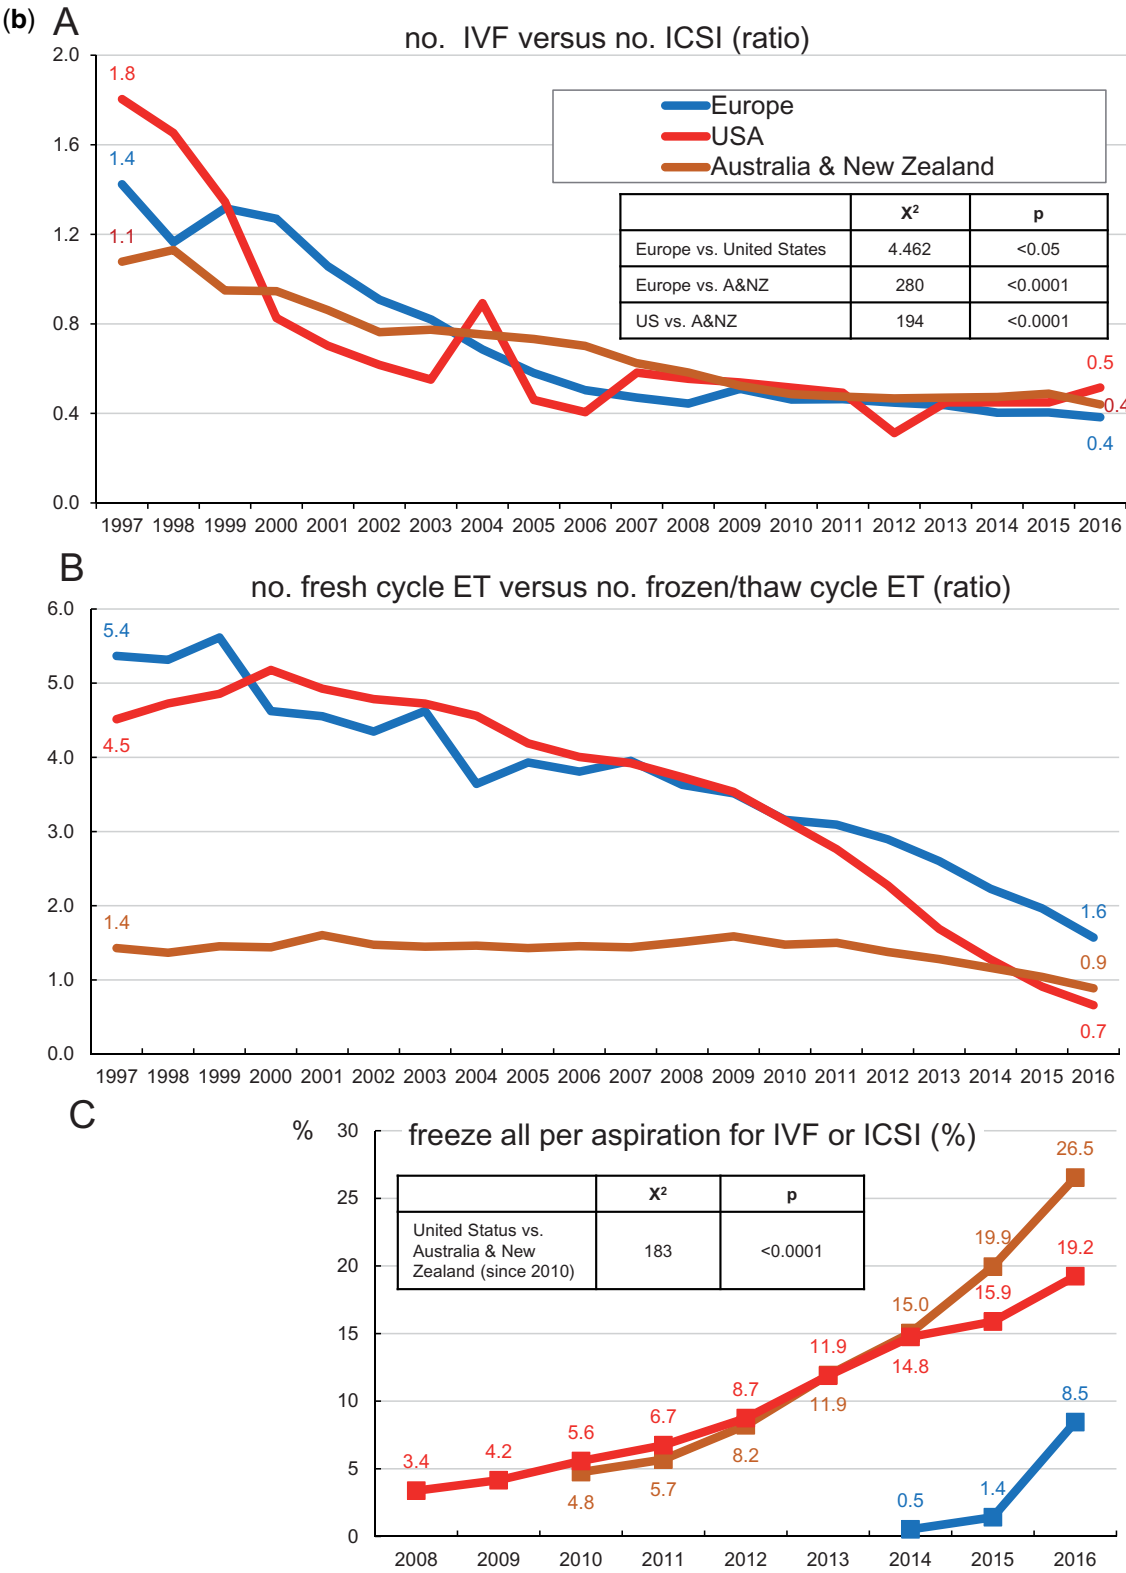 (b) A
no. IVF versus no. ICSI (ratio)
2.0
1.6
1.2
0.8
0.4
0.0
1.8
1.4
1.1
Europe
USA
Australia & New Zealand
X² p
Europe vs. United States 4.462 <0.05
Europe vs. A&NZ 280 <0.0001
US vs. A&NZ 194 <0.0001
0.5
0.4
0.4
1997 1998 1999 2000 2001 2002 2003 2004 2005 2006 2007 2008 2009 2010 2011 2012 2013 2014 2015 2016
B
no. fresh cycle ET versus no. frozen/thaw cycle ET (ratio)
6.0
5.0
4.0
3.0
2.0
1.0
0.0
5.4
4.5
1.4
1.6
0.9
0.7
1997 1998 1999 2000 2001 2002 2003 2004 2005 2006 2007 2008 2009 2010 2011 2012 2013 2014 2015 2016
C
% freeze all per aspiration for IVF or ICSI (%)
30
25
20
15
10
5
0
X² p
United Status vs.
Australia & New
Zealand (since 2010)
183 <0.0001
26.5
19.9
19.2
15.0
15.9
11.9
14.8
8.7
11.9
6.7
5.6
8.2
4.2
3.4
5.7
4.8
8.5
1.4
0.5
2008 2009 2010 2011 2012 2013 2014 2015 2016